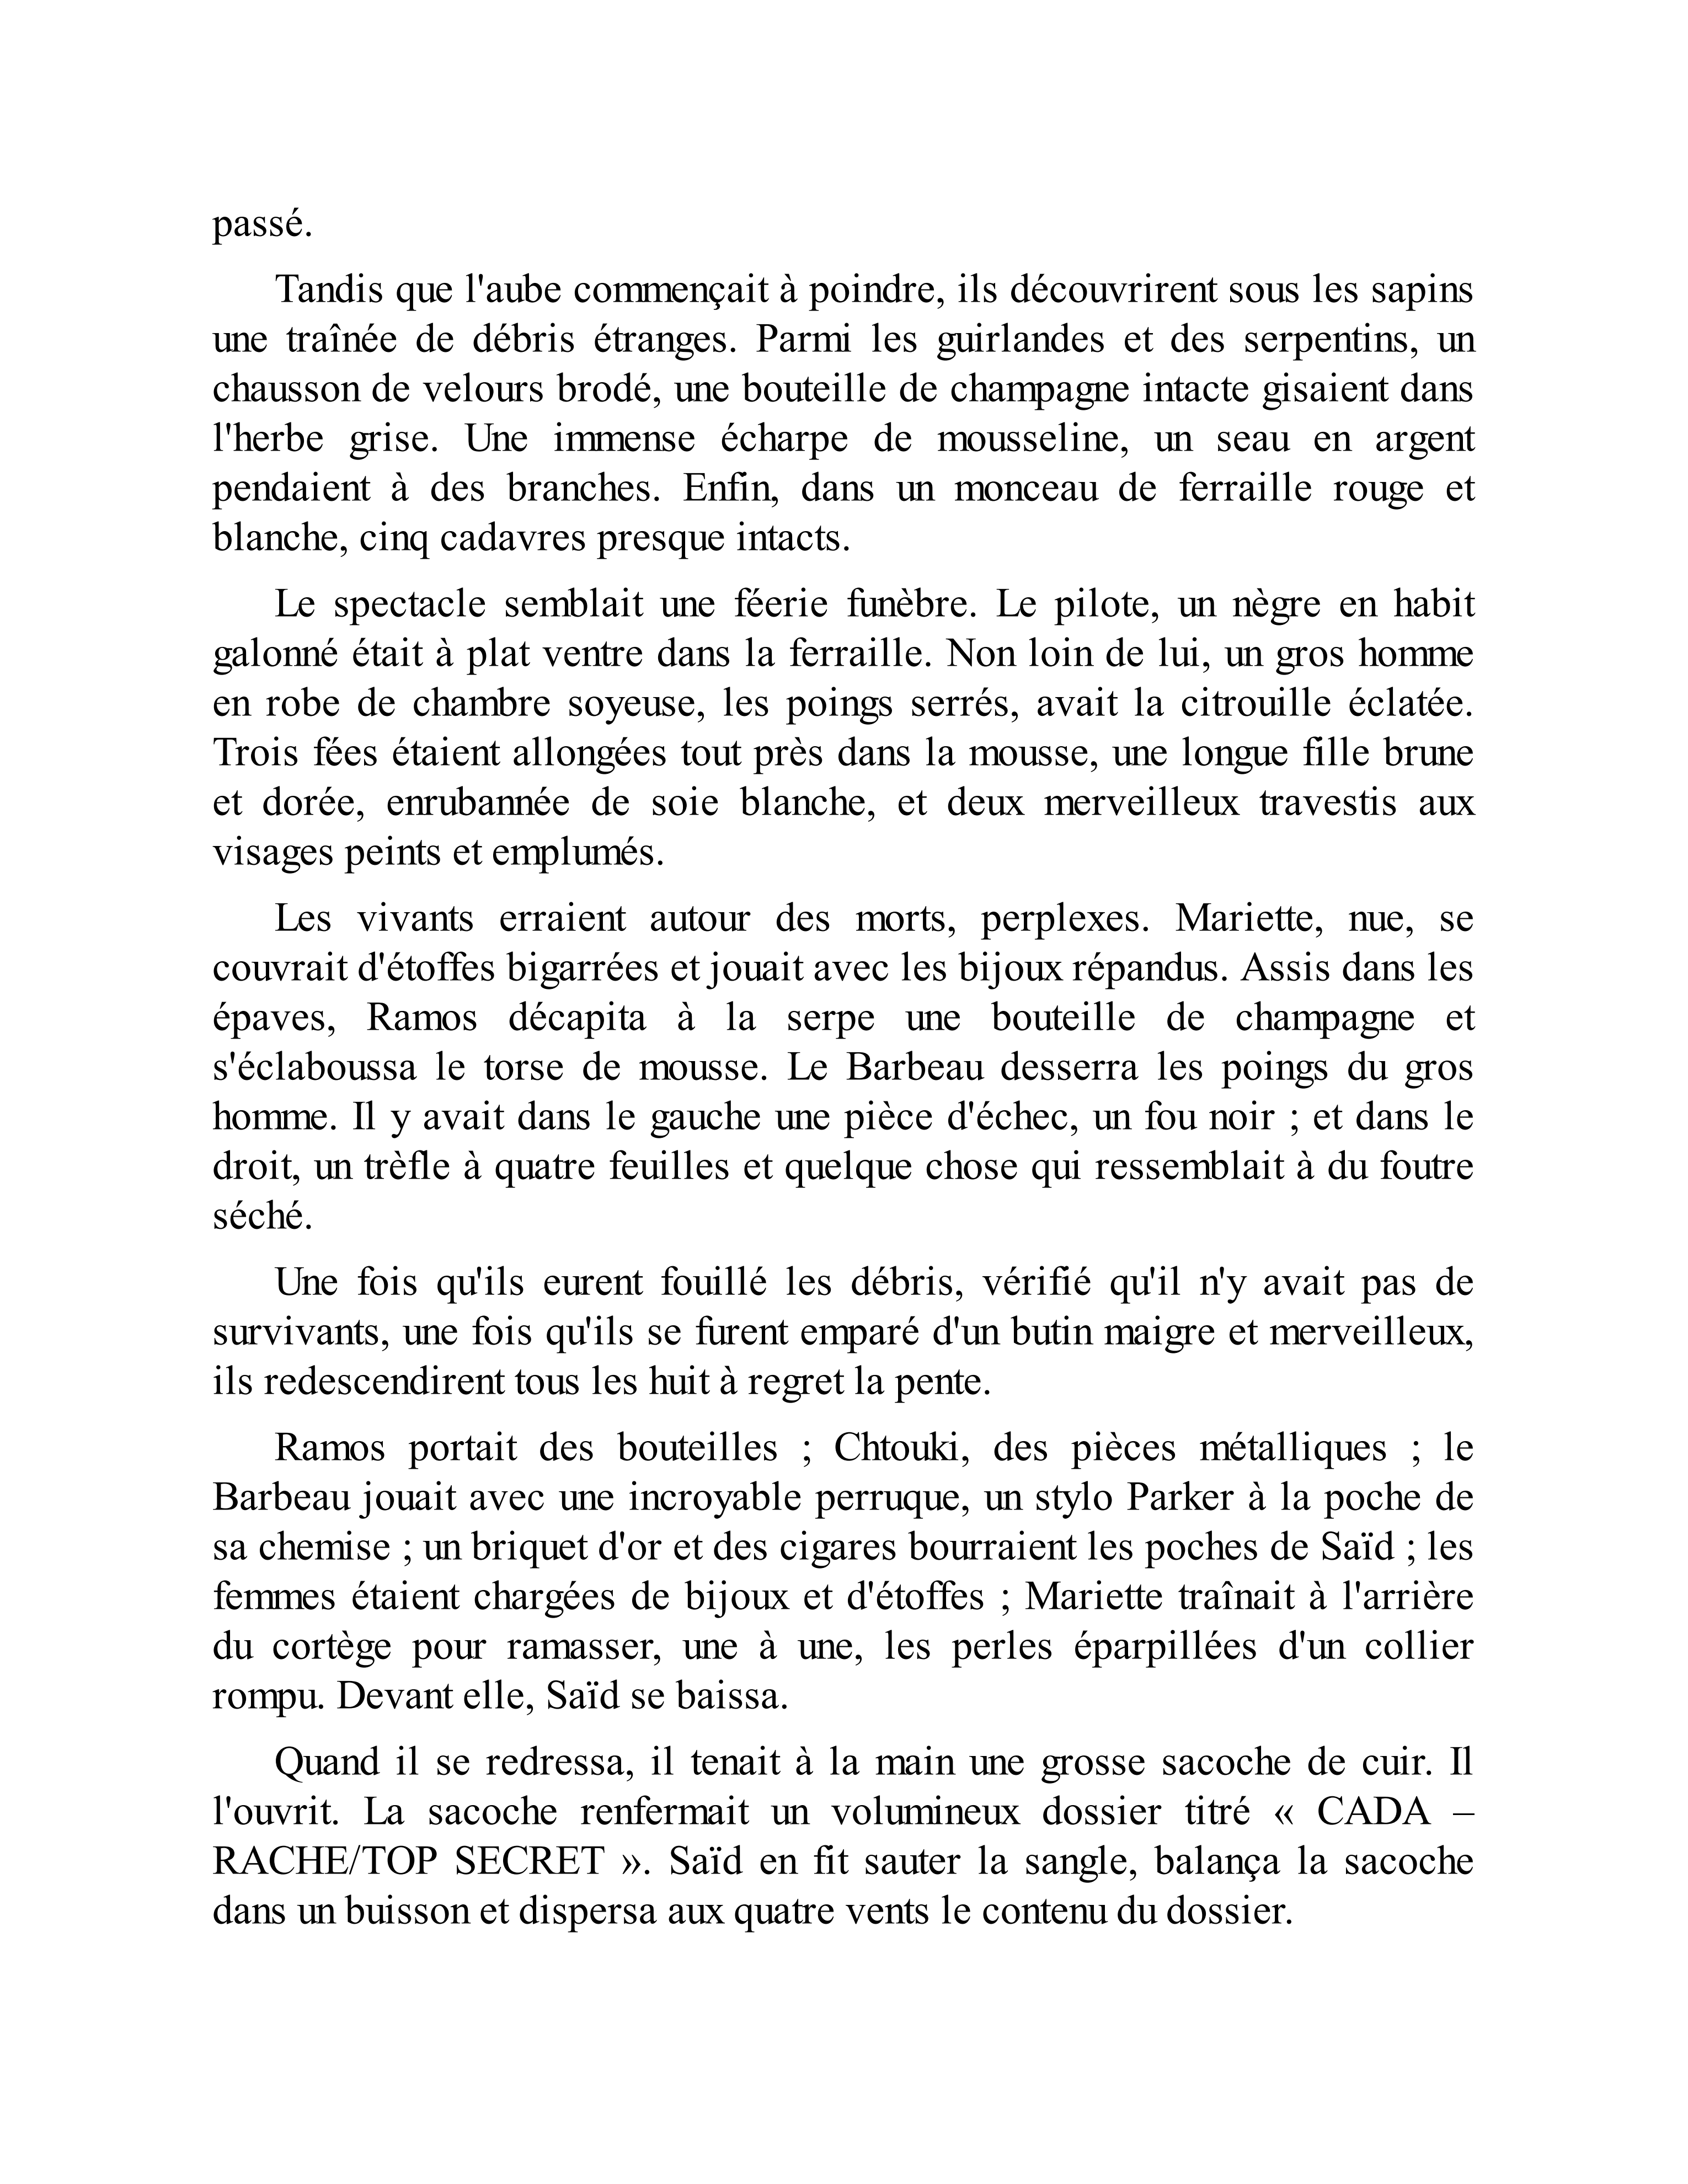 passé.
Tandis que l'aube commençait à poindre, ils découvrirent sous les sapins
une traînée de débris étranges. Parmi les guirlandes et des serpentins, un
chausson de velours brodé, une bouteille de champagne intacte gisaient dans
l'herbe grise. Une immense écharpe de mousseline, un seau en argent
pendaient à des branches. Enfin, dans un monceau de ferraille rouge et
blanche, cinq cadavres presque intacts.
Le spectacle semblait une féerie funèbre. Le pilote, un nègre en habit
galonné était à plat ventre dans la ferraille. Non loin de lui, un gros homme
en robe de chambre soyeuse, les poings serrés, avait la citrouille éclatée.
Trois fées étaient allongées tout près dans la mousse, une longue fille brune
et dorée, enrubannée de soie blanche, et deux merveilleux travestis aux
visages peints et emplumés.
Les vivants erraient autour des morts, perplexes. Mariette, nue, se
couvrait d'étoffes bigarrées et jouait avec les bijoux répandus. Assis dans les
épaves, Ramos décapita à la serpe une bouteille de champagne et
s'éclaboussa le torse de mousse. Le Barbeau desserra les poings du gros
homme. Il y avait dans le gauche une pièce d'échec, un fou noir ; et dans le
droit, un trèfle à quatre feuilles et quelque chose qui ressemblait à du foutre
séché.
Une fois qu'ils eurent fouillé les débris, vérifié qu'il n'y avait pas de
survivants, une fois qu'ils se furent emparé d'un butin maigre et merveilleux,
ils redescendirent tous les huit à regret la pente.
Ramos portait des bouteilles ; Chtouki, des pièces métalliques ; le
Barbeau jouait avec une incroyable perruque, un stylo Parker à la poche de
sa chemise ; un briquet d'or et des cigares bourraient les poches de Saïd ; les
femmes étaient chargées de bijoux et d'étoffes ; Mariette traînait à l'arrière
du cortège pour ramasser, une à une, les perles éparpillées d'un collier
rompu. Devant elle, Saïd se baissa.
Quand il se redressa, il tenait à la main une grosse sacoche de cuir. Il
l'ouvrit. La sacoche renfermait un volumineux dossier titré « CADA –
RACHE/TOP SECRET ». Saïd en fit sauter la sangle, balança la sacoche
dans un buisson et dispersa aux quatre vents le contenu du dossier.